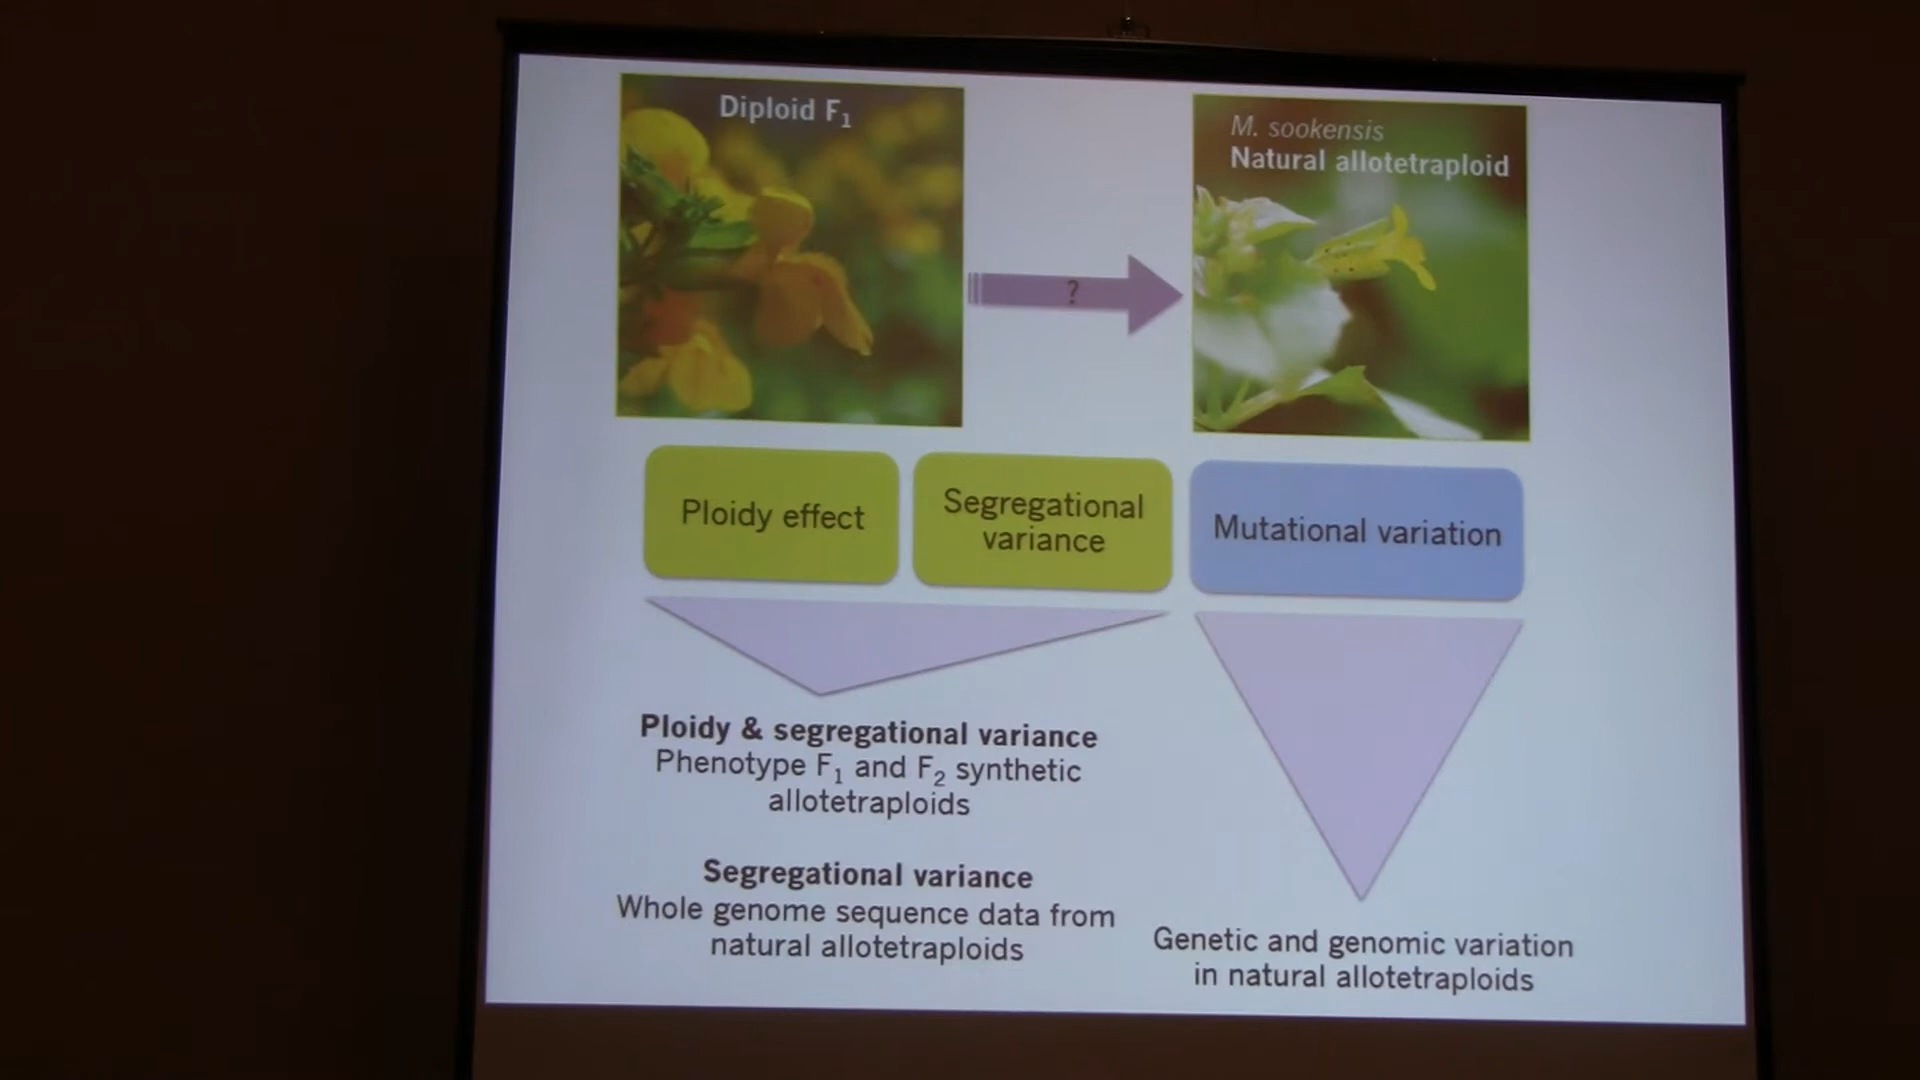 Diploid F₁
M. sookensis
Natural allotetraploid
?
Ploidy effect
Segregational
variance
Mutational variation
Ploidy & segregational variance
Phenotype F₁ and F₂ synthetic
allotetraploids
Segregational variance
Whole genome sequence data from
natural allotetraploids
Genetic and genomic variation
in natural allotetraploids